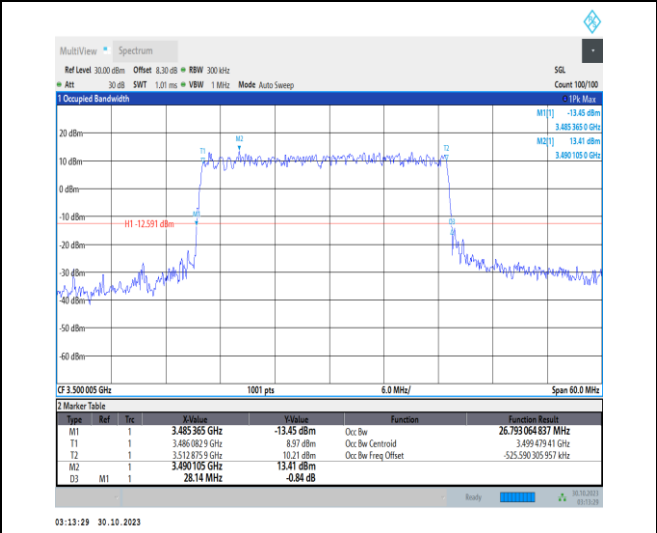 MultiView Spectrum
Ref Level 30.00 dBm Offset 8.30 dB RBW 300 kHz SGL
Att 30 dB SWT 1.01 ms VBW 1 MHz Mode Auto Sweep Count 100/100
1 Occupied Bandwidth 1Pk Max
M1[1] -13.45 dBm
3.485 365 0 GHz
M2[1] 13.41 dBm
3.490 105 0 GHz
20 dBm
M2
T1
T2
10 dBm
0 dBm
-10 dBm
M1
H1 -12.591 dBm
D3
-20 dBm
-30 dBm
-40 dBm
-50 dBm
-60 dBm
CF 3.500 005 GHz 1001 pts 6.0 MHz/ Span 60.0 MHz
2 Marker Table
Type Ref Trc X-Value Y-Value Function Function Result
M1 1 3.485 365 GHz -13.45 dBm Occ Bw 26.793 064 837 MHz
T1 1 3.486 082 9 GHz 8.97 dBm Occ Bw Centroid 3.499 479 41 GHz
T2 1 3.512 875 9 GHz 10.21 dBm Occ Bw Freq Offset -525.590 305 957 kHz
M2 1 3.490 105 GHz 13.41 dBm
D3 M1 1 28.14 MHz -0.84 dB
Ready 30.10.2023
03:13:29
03:13:29 30.10.2023